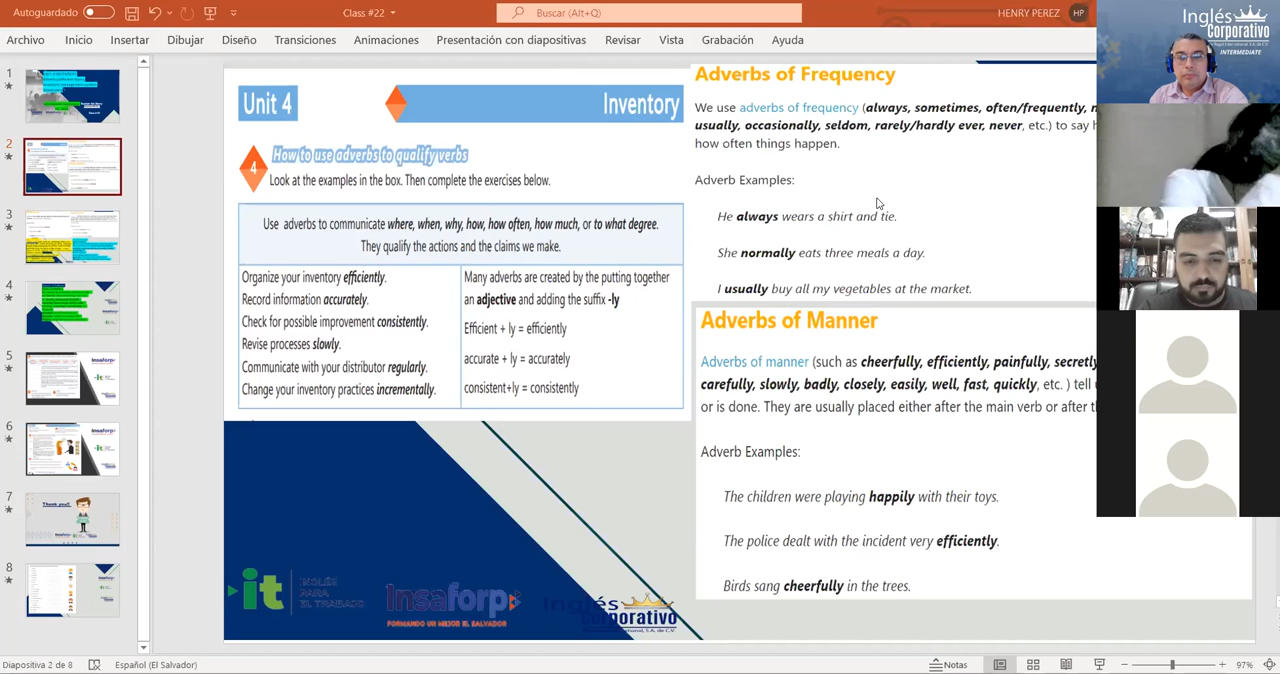 Autoguardado
Class #22
Buscar (Alt+Q)
HENRY PEREZ
HP
Archivo
Inicio
Insertar
Dibujar
Diseño
Transiciones
Animaciones
Presentación con diapositivas
Revisar
Vista
Grabación
Ayuda
Inglés
Corporativo
INTERMEDIATE
1
2
3
4
5
6
7
8
Unit 4
Inventory
4
How to use adverbs to qualify verbs
Look at the examples in the box. Then complete the exercises below.
Use adverbs to communicate where, when, why, how, how often, how much, or to what degree.
They qualify the actions and the claims we make.
Organize your inventory efficiently.
Record information accurately.
Check for possible improvement consistently.
Revise processes slowly.
Communicate with your distributor regularly.
Change your inventory practices incrementally.
Many adverbs are created by the putting together
an adjective and adding the suffix -ly
Efficient + ly = efficiently
accurate + ly = accurately
consistent+ly = consistently
Adverbs of Frequency
We use adverbs of frequency (always, sometimes, often/frequently,
usually, occasionally, seldom, rarely/hardly ever, never, etc.) to say
how often things happen.
Adverb Examples:
He always wears a shirt and tie.
She normally eats three meals a day.
I usually buy all my vegetables at the market.
Adverbs of Manner
Adverbs of manner (such as cheerfully, efficiently, painfully, secretly
carefully, slowly, badly, closely, easily, well, fast, quickly, etc. ) tell
or is done. They are usually placed either after the main verb or after
Adverb Examples:
The children were playing happily with their toys.
The police dealt with the incident very efficiently.
Birds sang cheerfully in the trees.
it
INGLÉS
PARA
EL TRABAJO
Insaforp
FORMANDO UN MEJOR EL SALVADOR
Inglés
Corporativo
Diapositiva 2 de 8
Español (El Salvador)
Notas
97%